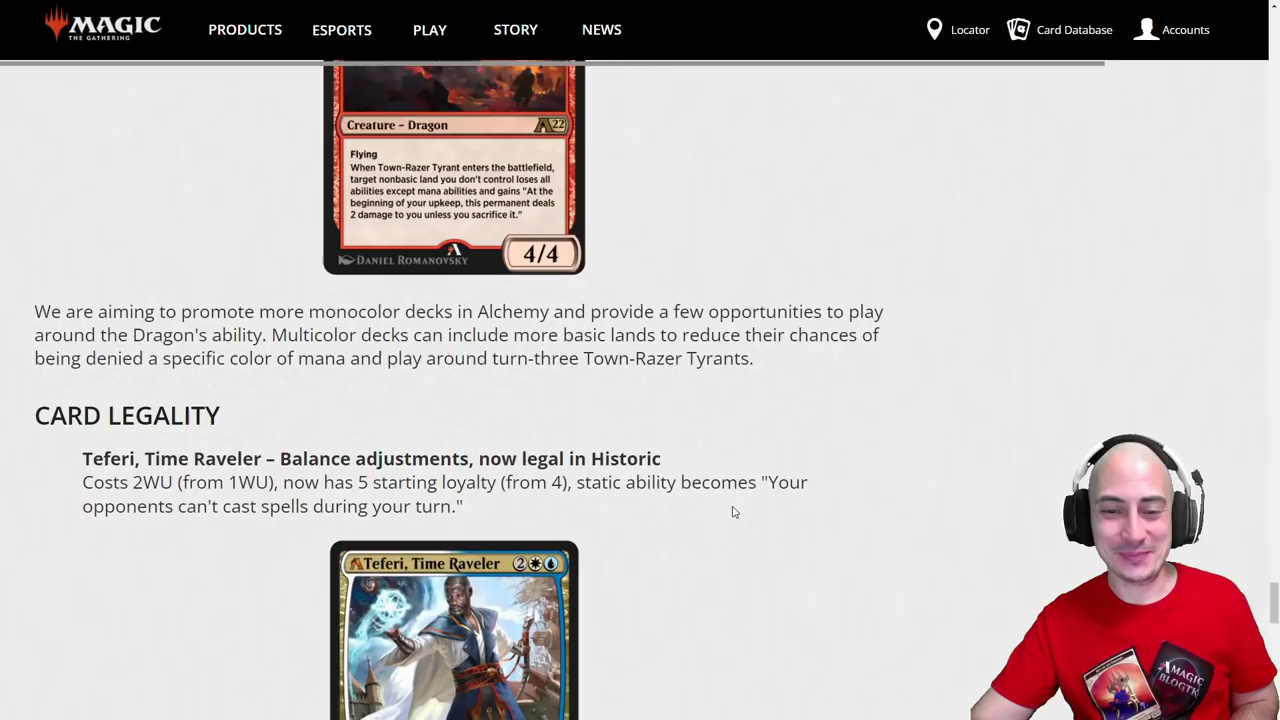 MAGIC
THE GATHERING
PRODUCTS
ESPORTS
PLAY
STORY
NEWS
Locator
Card Database
Accounts
Creature – Dragon
A22
Flying
When Town-Razer Tyrant enters the battlefield,
target nonbasic land you don't control loses all
abilities except mana abilities and gains "At the
beginning of your upkeep, this permanent deals
2 damage to you unless you sacrifice it."
DANIEL ROMANOVSKY
4/4
We are aiming to promote more monocolor decks in Alchemy and provide a few opportunities to play
around the Dragon's ability. Multicolor decks can include more basic lands to reduce their chances of
being denied a specific color of mana and play around turn-three Town-Razer Tyrants.
CARD LEGALITY
Teferi, Time Raveler – Balance adjustments, now legal in Historic
Costs 2WU (from 1WU), now has 5 starting loyalty (from 4), static ability becomes "Your
opponents can't cast spells during your turn."
Teferi, Time Raveler 2
AMAGIC
BLOGTK